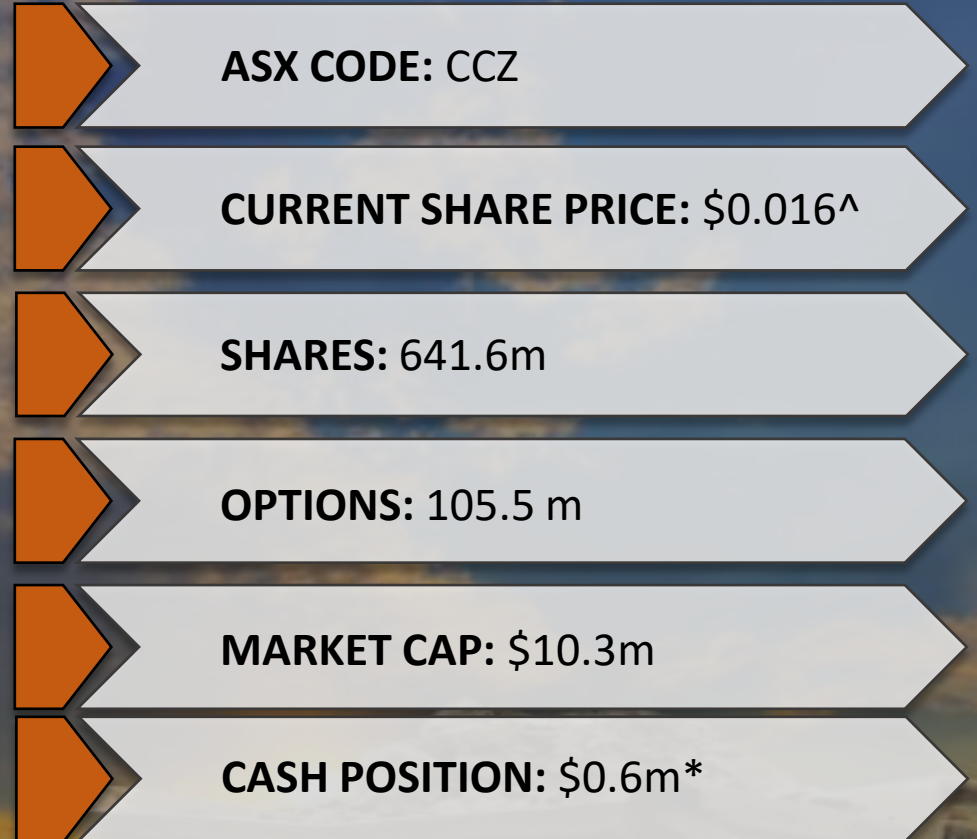 ASX CODE: CCZ
CURRENT SHARE PRICE: $0.016^
SHARES: 641.6m
OPTIONS: 105.5 m
MARKET CAP: $10.3m
CASH POSITION: $0.6m*